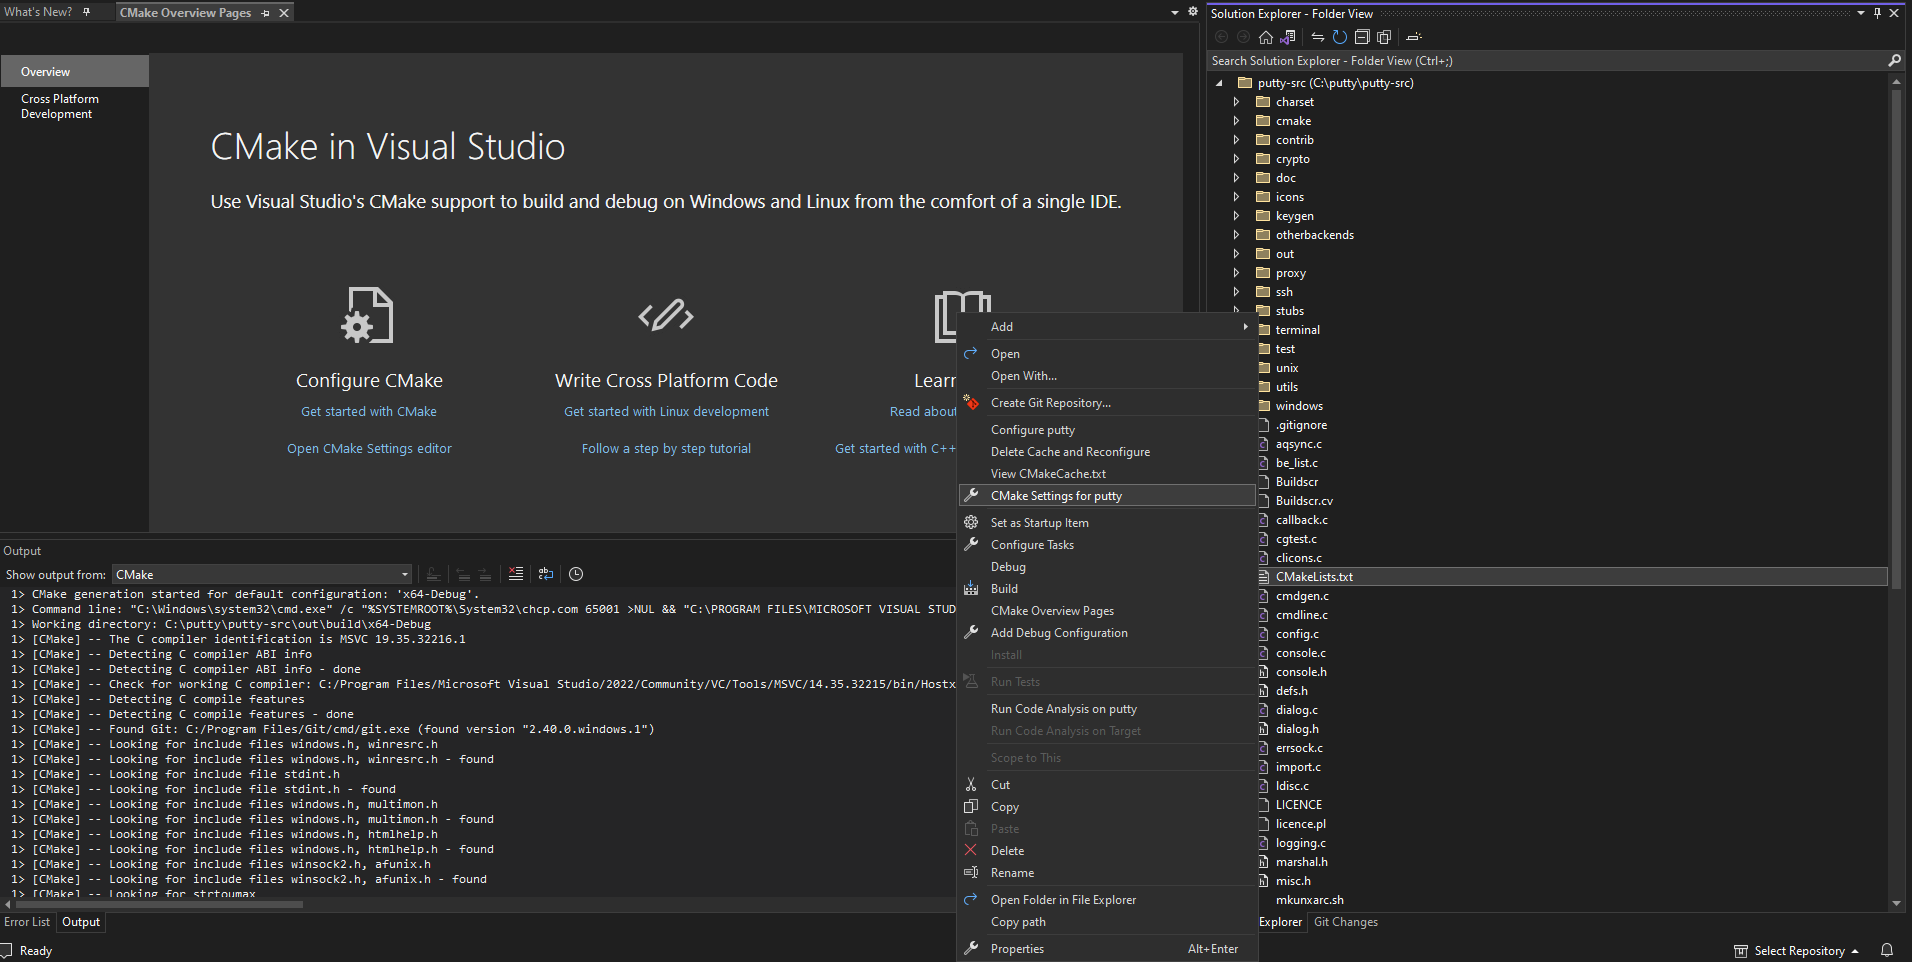 What's New?
CMake Overview Pages
Overview
Cross Platform
Development
CMake in Visual Studio
Use Visual Studio's CMake support to build and debug on Windows and Linux from the comfort of a single IDE.
Configure CMake
Get started with CMake
Open CMake Settings editor
Write Cross Platform Code
Get started with Linux development
Follow a step by step tutorial
Learn
Read about
Get started with C++
Output
Show output from: CMake
1> CMake generation started for default configuration: 'x64-Debug'.
1> Command line: "C:\Windows\system32\cmd.exe" /c "%SYSTEMROOT%\System32\chcp.com 65001 >NUL && "C:\PROGRAM FILES\MICROSOFT VISUAL STUD
1> Working directory: C:\putty\putty-src\out\build\x64-Debug
1> [CMake] -- The C compiler identification is MSVC 19.35.32216.1
1> [CMake] -- Detecting C compiler ABI info
1> [CMake] -- Detecting C compiler ABI info - done
1> [CMake] -- Check for working C compiler: C:/Program Files/Microsoft Visual Studio/2022/Community/VC/Tools/MSVC/14.35.32215/bin/Hostx
1> [CMake] -- Detecting C compile features
1> [CMake] -- Detecting C compile features - done
1> [CMake] -- Found Git: C:/Program Files/Git/cmd/git.exe (found version "2.40.0.windows.1")
1> [CMake] -- Looking for include files windows.h, winresrc.h
1> [CMake] -- Looking for include files windows.h, winresrc.h - found
1> [CMake] -- Looking for include file stdint.h
1> [CMake] -- Looking for include file stdint.h - found
1> [CMake] -- Looking for include files windows.h, multimon.h
1> [CMake] -- Looking for include files windows.h, multimon.h - found
1> [CMake] -- Looking for include files windows.h, htmlhelp.h
1> [CMake] -- Looking for include files windows.h, htmlhelp.h - found
1> [CMake] -- Looking for include files winsock2.h, afunix.h
1> [CMake] -- Looking for include files winsock2.h, afunix.h - found
1> [CMake] -- Looking for strtoumax
Error List
Output
Ready
Add
Open
Open With...
Create Git Repository...
Configure putty
Delete Cache and Reconfigure
View CMakeCache.txt
CMake Settings for putty
Set as Startup Item
Configure Tasks
Debug
Build
CMake Overview Pages
Add Debug Configuration
Install
Run Tests
Run Code Analysis on putty
Run Code Analysis on Target
Scope to This
Cut
Copy
Paste
Delete
Rename
Open Folder in File Explorer
Copy path
Properties Alt+Enter
Solution Explorer - Folder View
Search Solution Explorer - Folder View (Ctrl+;)
putty-src (C:\putty\putty-src)
charset
cmake
contrib
crypto
doc
icons
keygen
otherbackends
out
proxy
ssh
stubs
terminal
test
unix
utils
windows
.gitignore
aqsync.c
be_list.c
Buildscr
Buildscr.cv
callback.c
cgtest.c
clicons.c
CMakeLists.txt
cmdgen.c
cmdline.c
config.c
console.c
console.h
defs.h
dialog.c
dialog.h
errsock.c
import.c
ldisc.c
LICENCE
licence.pl
logging.c
marshal.h
misc.h
mkunxarc.sh
Explorer
Git Changes
Select Repository